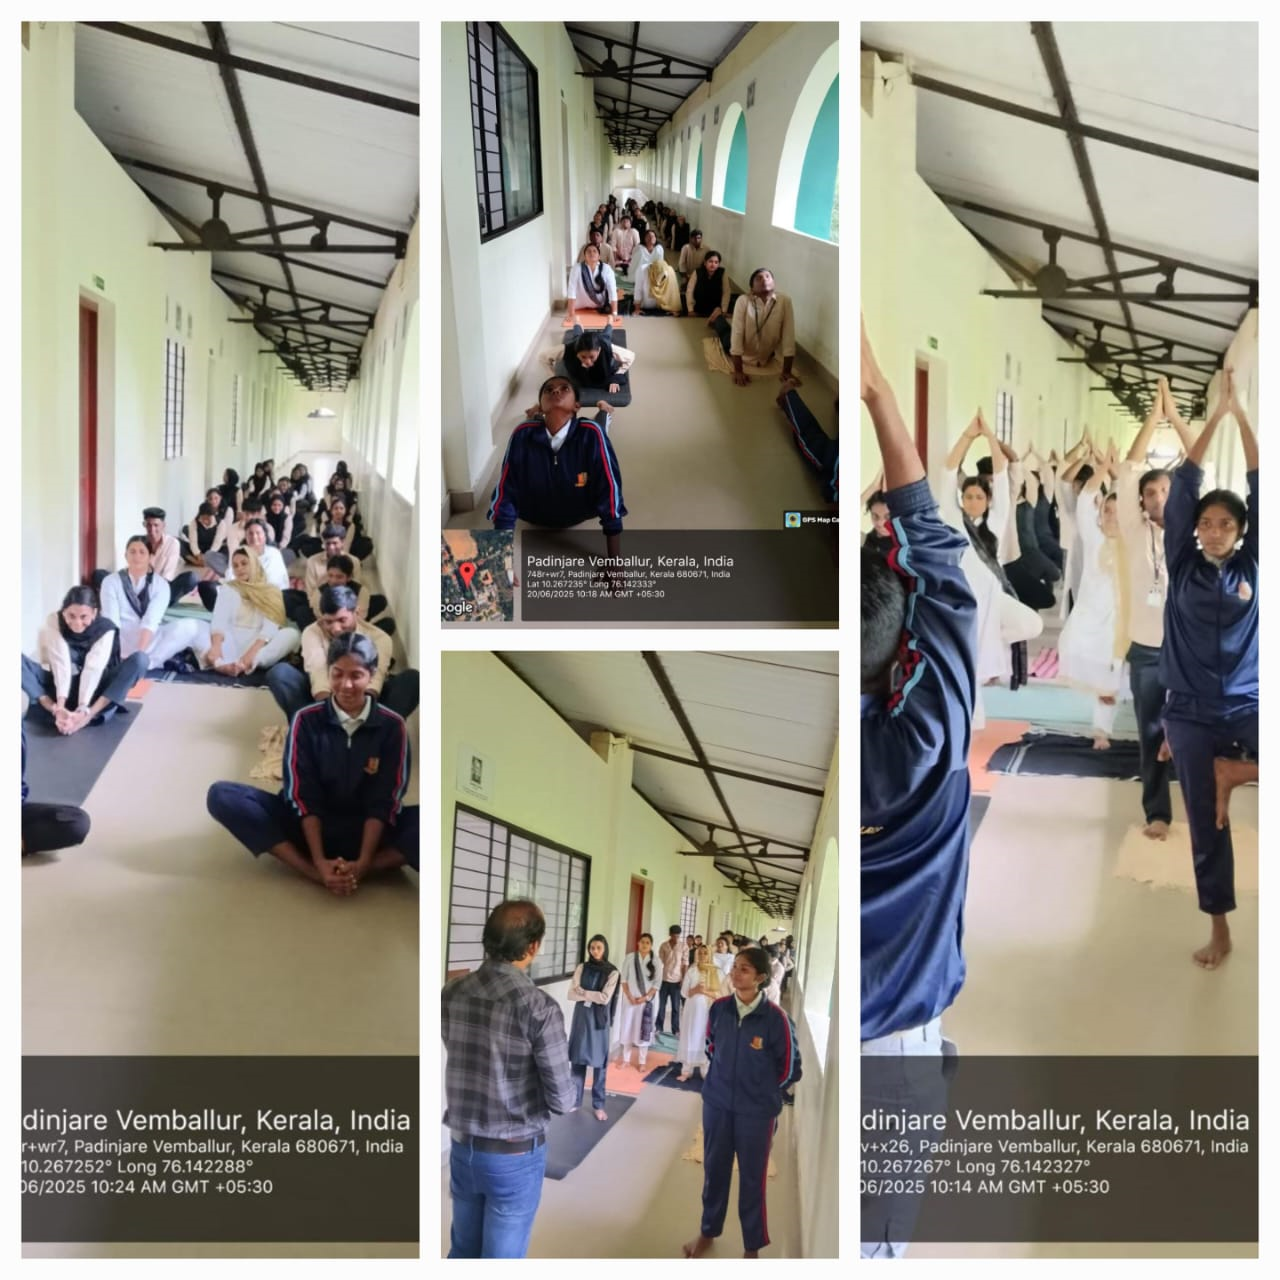 dinjare Vemballur, Kerala, India
r+wr7, Padinjare Vemballur, Kerala 680671, India
10.267252° Long 76.142288°
06/2025 10:24 AM GMT +05:30
GPS Map Ca
oogle
Padinjare Vemballur, Kerala, India
748r+wr7, Padinjare Vemballur, Kerala 680671, India
Lat 10.267235° Long 76.142333°
20/06/2025 10:18 AM GMT +05:30
dinjare Vemballur, Kerala, India
v+x26, Padinjare Vemballur, Kerala 680671, India
10.267267° Long 76.142327°
06/2025 10:14 AM GMT +05:30